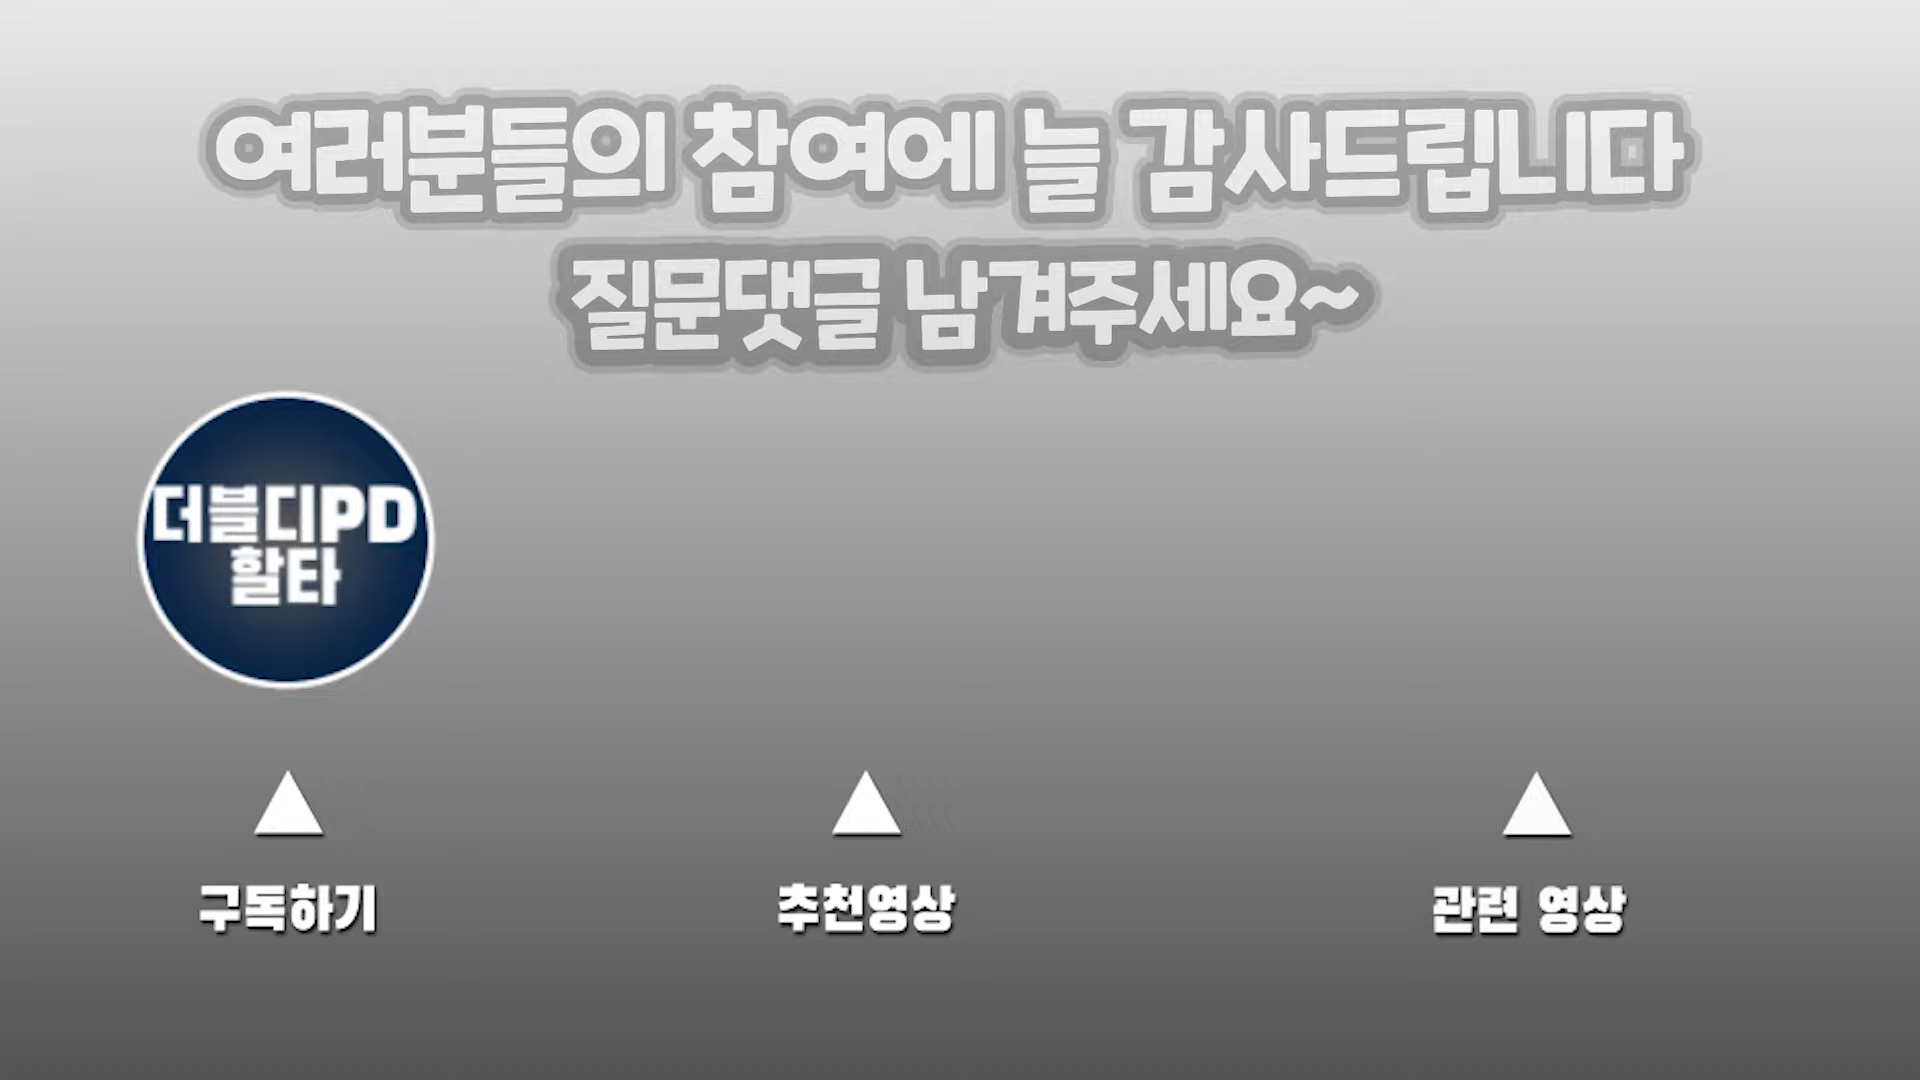 여러분들의 참여에 늘 감사드립니다
질문댓글 남겨주세요~
더블디PD
할타
구독하기
추천영상
관련 영상